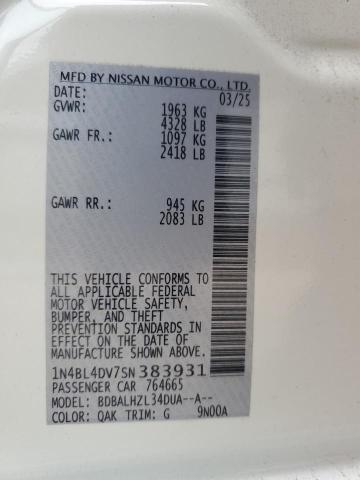 MFD BY NISSAN MOTOR CO., LTD.
DATE: 03/25
GVWR: 1963 KG
4328 LB
GAWR FR.: 1097 KG
2418 LB
GAWR RR.: 945 KG
2083 LB
THIS VEHICLE CONFORMS TO
ALL APPLICABLE FEDERAL
MOTOR VEHICLE SAFETY,
BUMPER, AND THEFT
PREVENTION STANDARDS IN
EFFECT ON THE DATE OF
MANUFACTURE SHOWN ABOVE.
1N4BL4DV7SN 383931
PASSENGER CAR 764665
MODEL: BDBALHZL34DUA--A--
COLOR: QAK TRIM: G 9N00A